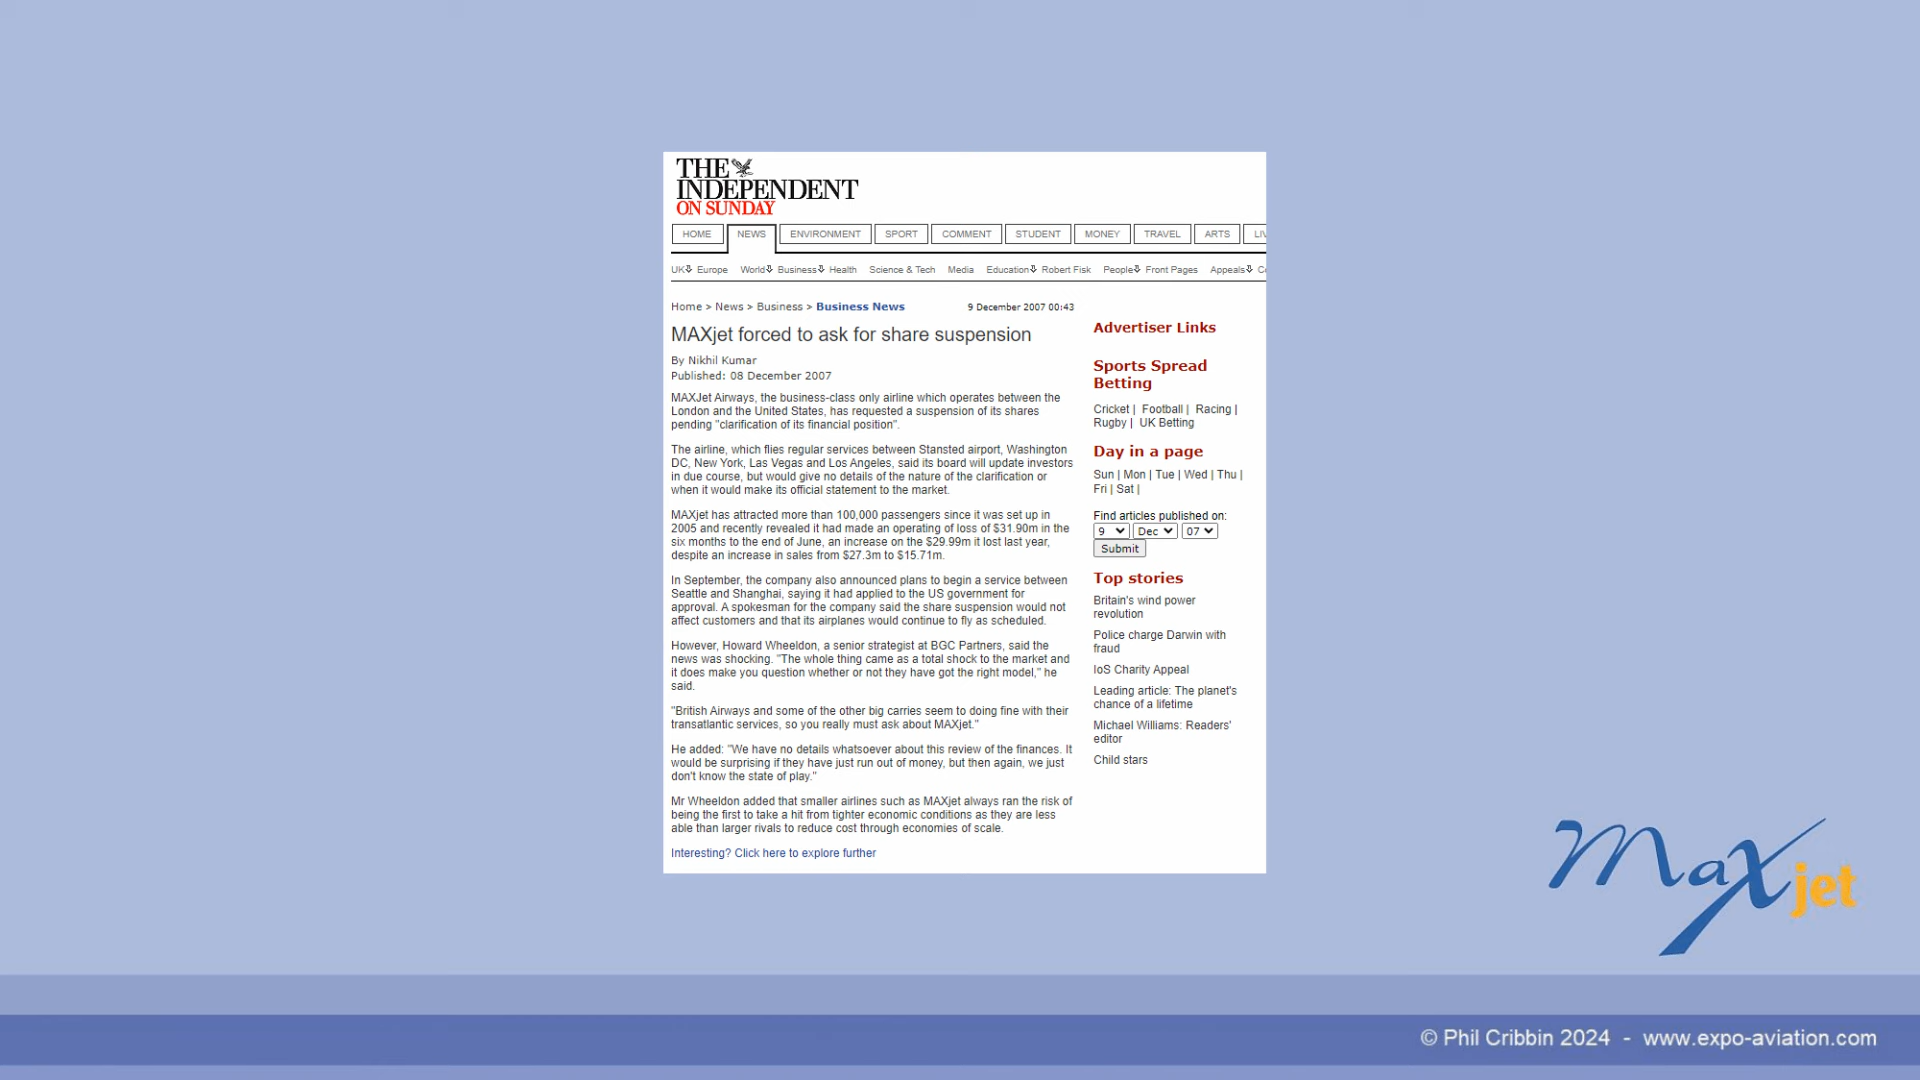 THE
INDEPENDENT
ON SUNDAY
HOME NEWS ENVIRONMENT SPORT COMMENT STUDENT MONEY TRAVEL ARTS
UK Europe World Business Health Science & Tech Media Education Robert Fisk People Front Pages Appeals
Home > News > Business > Business News 9 December 2007 00:43
MAXjet forced to ask for share suspension
By Nikhil Kumar
Published: 08 December 2007
MAXJet Airways, the business-class only airline which operates between the
London and the United States, has requested a suspension of its shares
pending "clarification of its financial position".
The airline, which flies regular services between Stansted airport, Washington
DC, New York, Las Vegas and Los Angeles, said its board will update investors
in due course, but would give no details of the nature of the clarification or
when it would make its official statement to the market.
MAXjet has attracted more than 100,000 passengers since it was set up in
2005 and recently revealed it had made an operating of loss of $31.90m in the
six months to the end of June, an increase on the $29.99m it lost last year,
despite an increase in sales from $27.3m to $15.71m.
In September, the company also announced plans to begin a service between
Seattle and Shanghai, saying it had applied to the US government for
approval. A spokesman for the company said the share suspension would not
affect customers and that its airplanes would continue to fly as scheduled.
However, Howard Wheeldon, a senior strategist at BGC Partners, said the
news was shocking. "The whole thing came as a total shock to the market and
it does make you question whether or not they have got the right model," he
said.
"British Airways and some of the other big carries seem to doing fine with their
transatlantic services, so you really must ask about MAXjet."
He added: "We have no details whatsoever about this review of the finances. It
would be surprising if they have just run out of money, but then again, we just
don't know the state of play."
Mr Wheeldon added that smaller airlines such as MAXjet always ran the risk of
being the first to take a hit from tighter economic conditions as they are less
able than larger rivals to reduce cost through economies of scale.
Interesting? Click here to explore further
Advertiser Links
Sports Spread
Betting
Cricket | Football | Racing |
Rugby | UK Betting
Day in a page
Sun | Mon | Tue | Wed | Thu |
Fri | Sat |
Find articles published on:
9 Dec 07
Submit
Top stories
Britain's wind power
revolution
Police charge Darwin with
fraud
IoS Charity Appeal
Leading article: The planet's
chance of a lifetime
Michael Williams: Readers'
editor
Child stars
Maxjet
© Phil Cribbin 2024 - www.expo-aviation.com